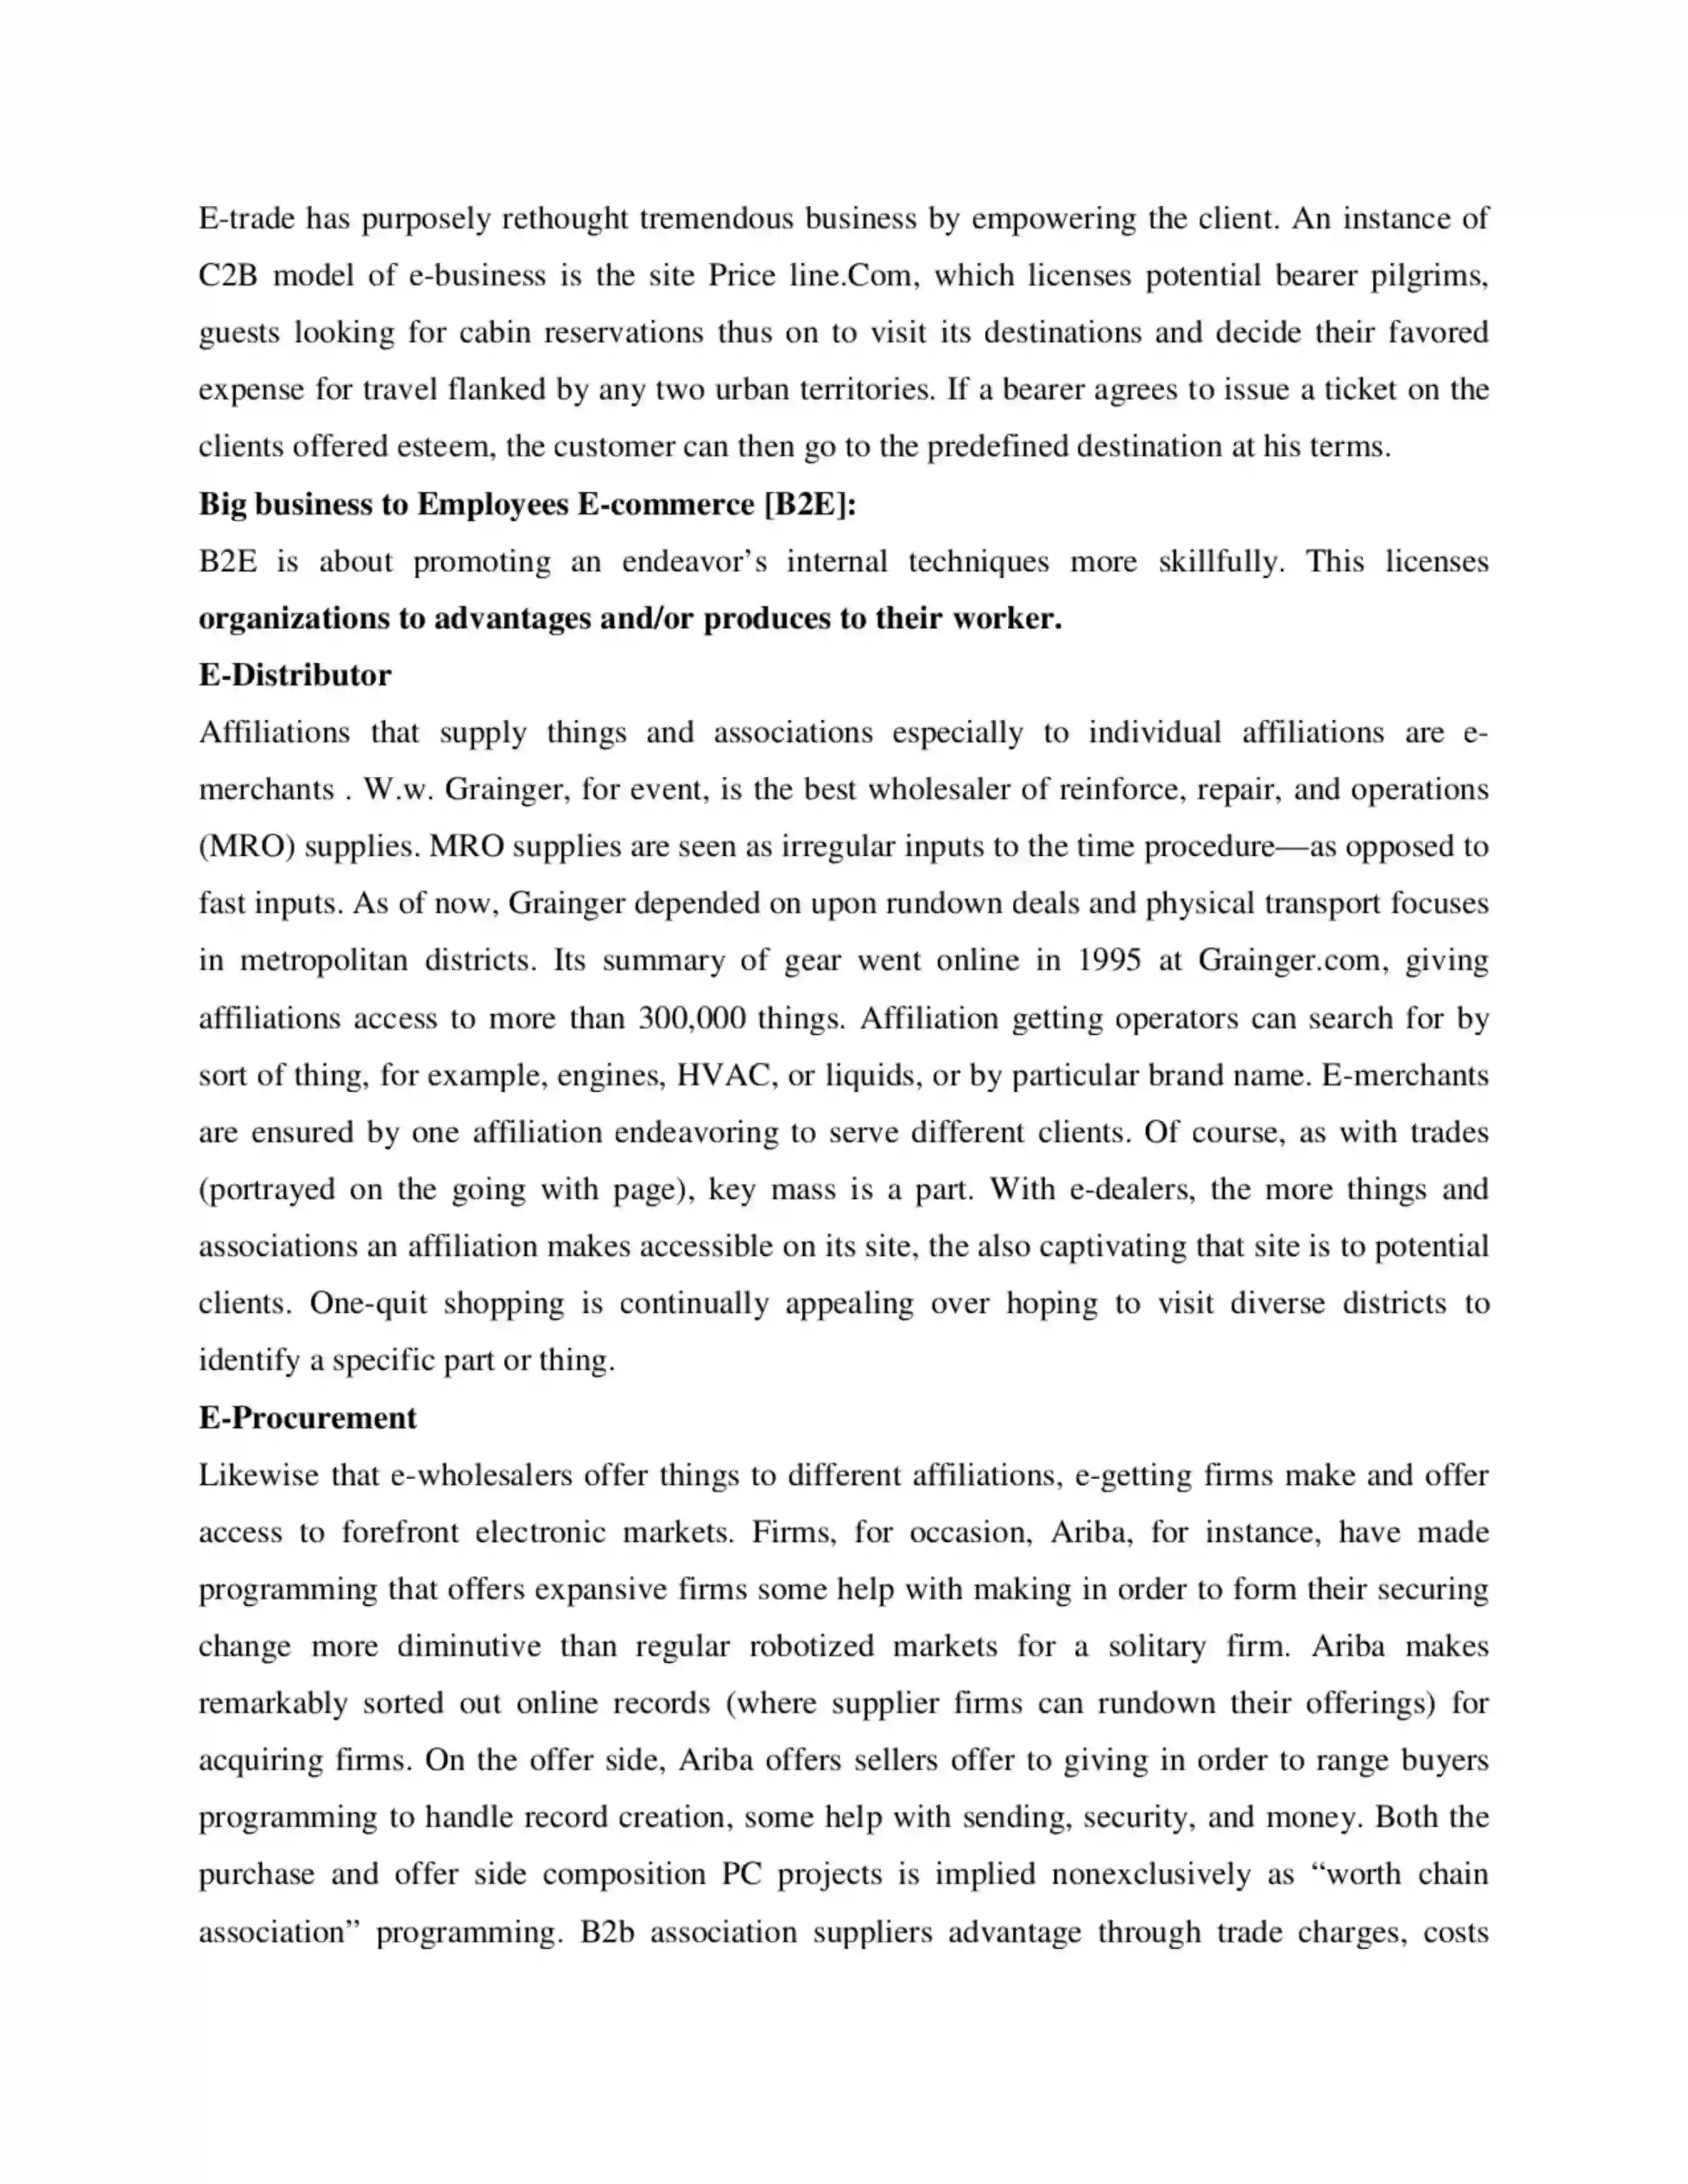 E-trade has purposely rethought tremendous business by empowering the client. An instance of
C2B model of e-business is the site Price line.Com, which licenses potential bearer pilgrims,
guests looking for cabin reservations thus on to visit its destinations and decide their favored
expense for travel flanked by any two urban territories. If a bearer agrees to issue a ticket on the
clients offered esteem, the customer can then go to the predefined destination at his terms.
Big business to Employees E-commerce [B2E]:
B2E is about promoting an endeavor’s internal techniques more skillfully. This licenses
organizations to advantages and/or produces to their worker.
E-Distributor
Affiliations that supply things and associations especially to individual affiliations are e-
merchants . W.w. Grainger, for event, is the best wholesaler of reinforce, repair, and operations
(MRO) supplies. MRO supplies are seen as irregular inputs to the time procedure—as opposed to
fast inputs. As of now, Grainger depended on upon rundown deals and physical transport focuses
in metropolitan districts. Its summary of gear went online in 1995 at Grainger.com, giving
affiliations access to more than 300,000 things. Affiliation getting operators can search for by
sort of thing, for example, engines, HVAC, or liquids, or by particular brand name. E-merchants
are ensured by one affiliation endeavoring to serve different clients. Of course, as with trades
(portrayed on the going with page), key mass is a part. With e-dealers, the more things and
associations an affiliation makes accessible on its site, the also captivating that site is to potential
clients. One-quit shopping is continually appealing over hoping to visit diverse districts to
identify a specific part or thing.
E-Procurement
Likewise that e-wholesalers offer things to different affiliations, e-getting firms make and offer
access to forefront electronic markets. Firms, for occasion, Ariba, for instance, have made
programming that offers expansive firms some help with making in order to form their securing
change more diminutive than regular robotized markets for a solitary firm. Ariba makes
remarkably sorted out online records (where supplier firms can rundown their offerings) for
acquiring firms. On the offer side, Ariba offers sellers offer to giving in order to range buyers
programming to handle record creation, some help with sending, security, and money. Both the
purchase and offer side composition PC projects is implied nonexclusively as “worth chain
association” programming. B2b association suppliers advantage through trade charges, costs